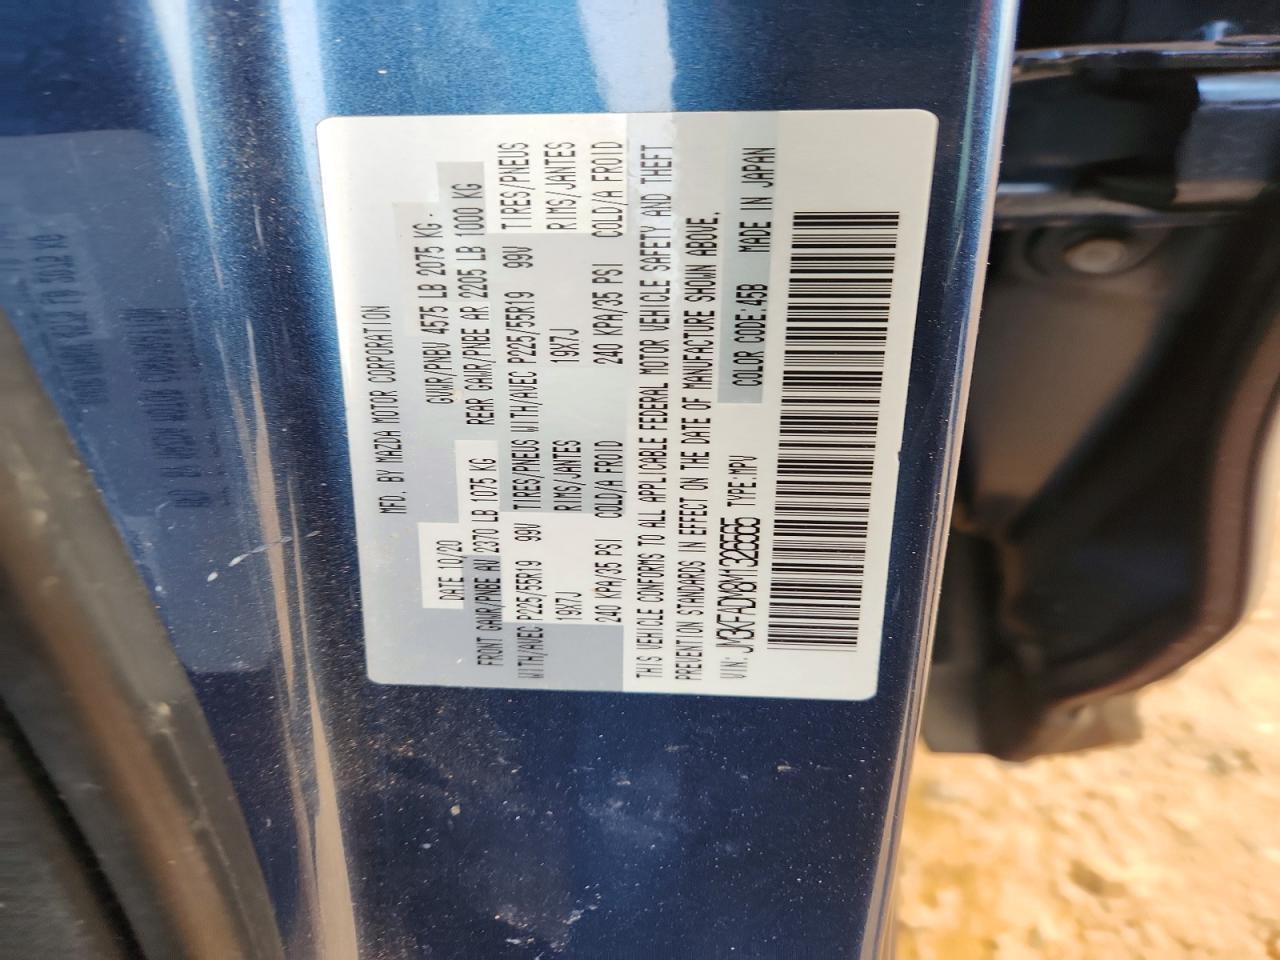 MFD. BY MAZDA MOTOR CORPORATION
DATE 10/20 GVWR/PNBV 4575 LB 2075 KG
FRONT GAWR/PNBE AV 2370 LB 1075 KG REAR GAWR/PNBE AR 2205 LB 1000 KG
WITH/AVEC P225/55R19 99V TIRES/PNEUS WITH/AVEC P225/55R19 99V TIRES/PNEUS
19X7J RIMS/JANTES 19X7J RIMS/JANTES
240 KPA/35 PSI COLD/A FROID 240 KPA/35 PSI COLD/A FROID
THIS VEHICLE CONFORMS TO ALL APPLICABLE FEDERAL MOTOR VEHICLE SAFETY AND THEFT
PREVENTION STANDARDS IN EFFECT ON THE DATE OF MANUFACTURE SHOWN ABOVE.
VIN: JM3KFADM8M1326565 TYPE:MPV COLOR CODE:45B MADE IN JAPAN